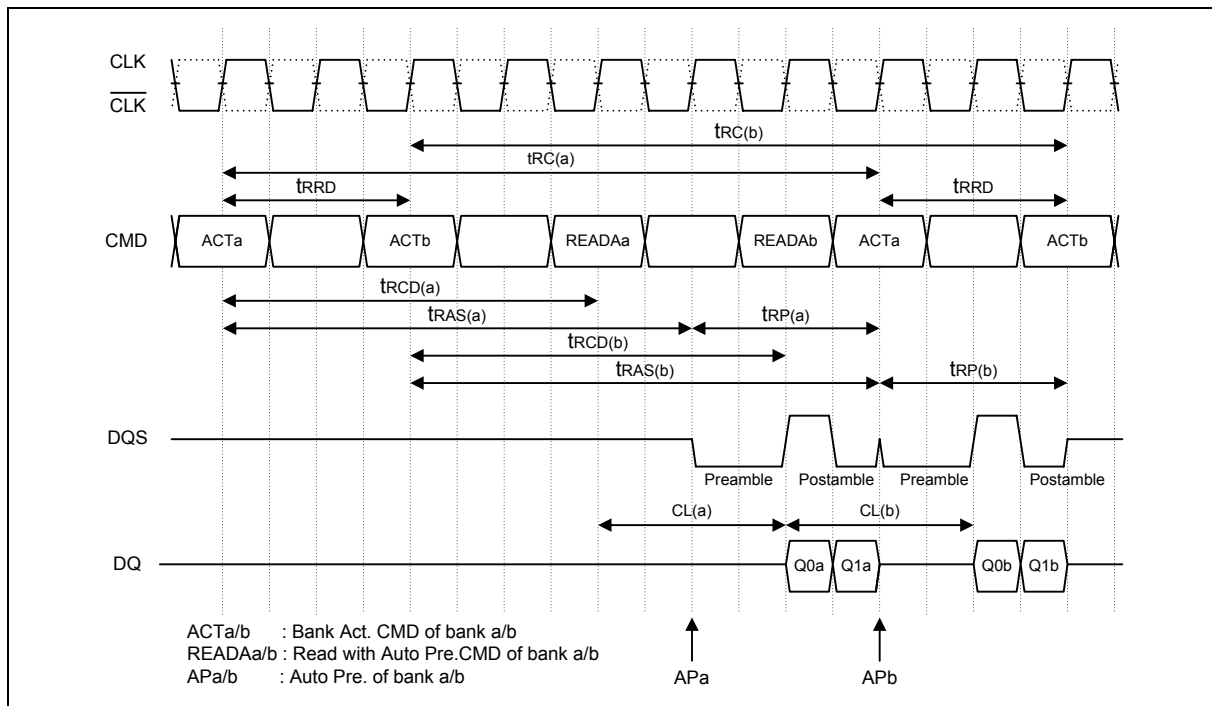 CLK
CLK
tRC(b)
tRC(a)
tRRD tRRD
CMD ACTa ACTb READAa READAb ACTa ACTb
tRCD(a)
tRAS(a) tRP(a)
tRCD(b)
tRAS(b) tRP(b)
DQS
Preamble Postamble Preamble Postamble
CL(a) CL(b)
DQ Q0a Q1a Q0b Q1b
ACTa/b : Bank Act. CMD of bank a/b
READAa/b : Read with Auto Pre.CMD of bank a/b
APa/b : Auto Pre. of bank a/b
APa APb